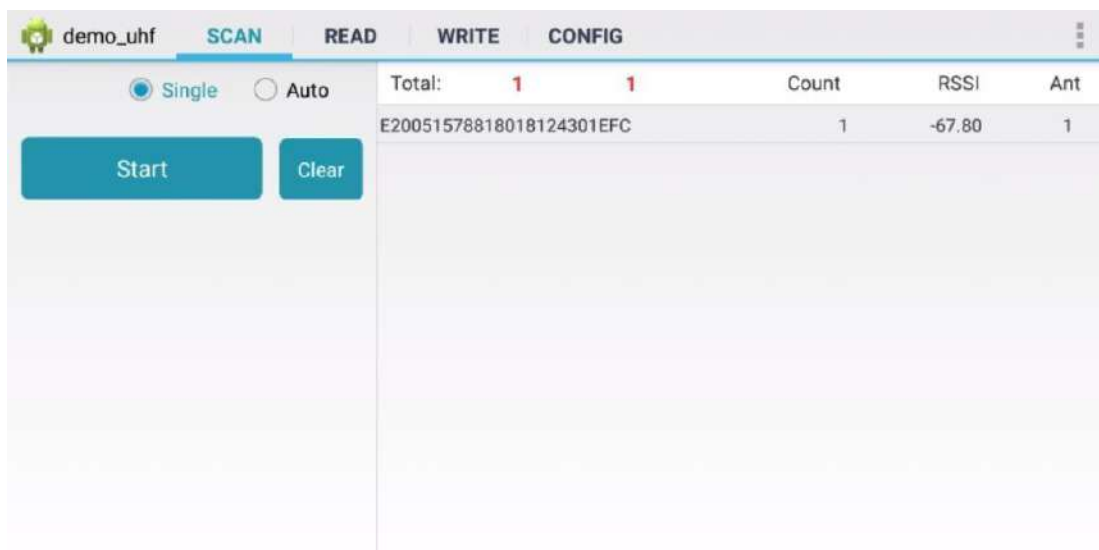 demo_uhf SCAN READ WRITE CONFIG
Single Auto
Total: 1 1 Count RSSI Ant
E20051578818018124301EFC 1 -67.80 1
Start Clear